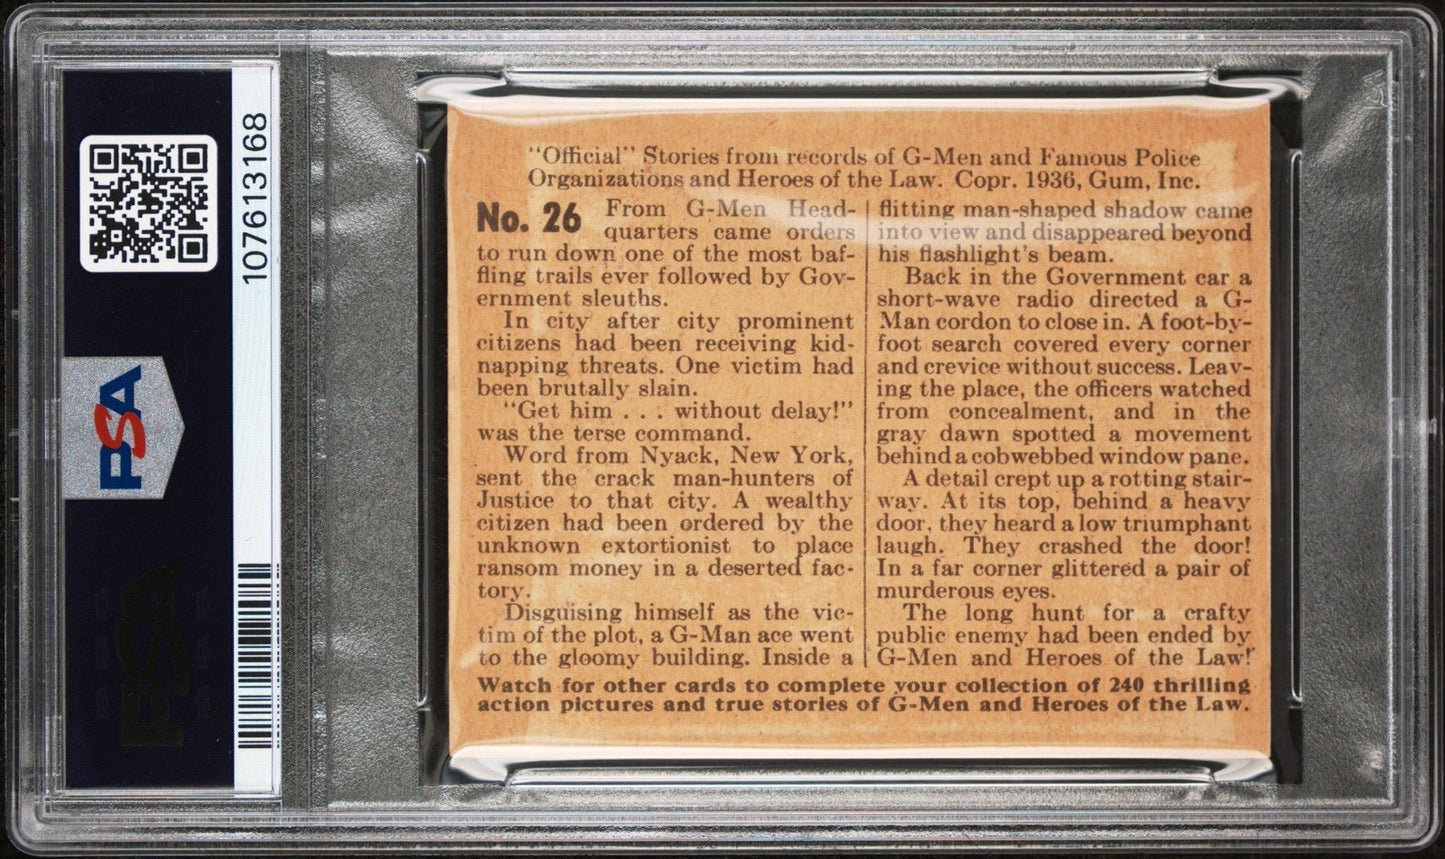 107613168
PSA
"Official" Stories from records of G-Men and Famous Police
Organizations and Heroes of the Law. Copr. 1936, Gum, Inc.
No. 26 From G-Men Head-
quarters came orders
to run down one of the most baf-
fling trails ever followed by Gov-
ernment sleuths.
In city after city prominent
citizens had been receiving kid-
napping threats. One victim had
been brutally slain.
"Get him . . . without delay!"
was the terse command.
Word from Nyack, New York,
sent the crack man-hunters of
Justice to that city. A wealthy
citizen had been ordered by the
unknown extortionist to place
ransom money in a deserted fac-
tory.
Disguising himself as the vic-
tim of the plot, a G-Man ace went
to the gloomy building. Inside a
flitting man-shaped shadow came
into view and disappeared beyond
his flashlight's beam.
Back in the Government car a
short-wave radio directed a G-
Man cordon to close in. A foot-by-
foot search covered every corner
and crevice without success. Leav-
ing the place, the officers watched
from concealment, and in the
gray dawn spotted a movement
behind a cobwebbed window pane.
A detail crept up a rotting stair-
way. At its top, behind a heavy
door, they heard a low triumphant
laugh. They crashed the door!
In a far corner glittered a pair of
murderous eyes.
The long hunt for a crafty
public enemy had been ended by
G-Men and Heroes of the Law!
Watch for other cards to complete your collection of 240 thrilling
action pictures and true stories of G-Men and Heroes of the Law.
PSA